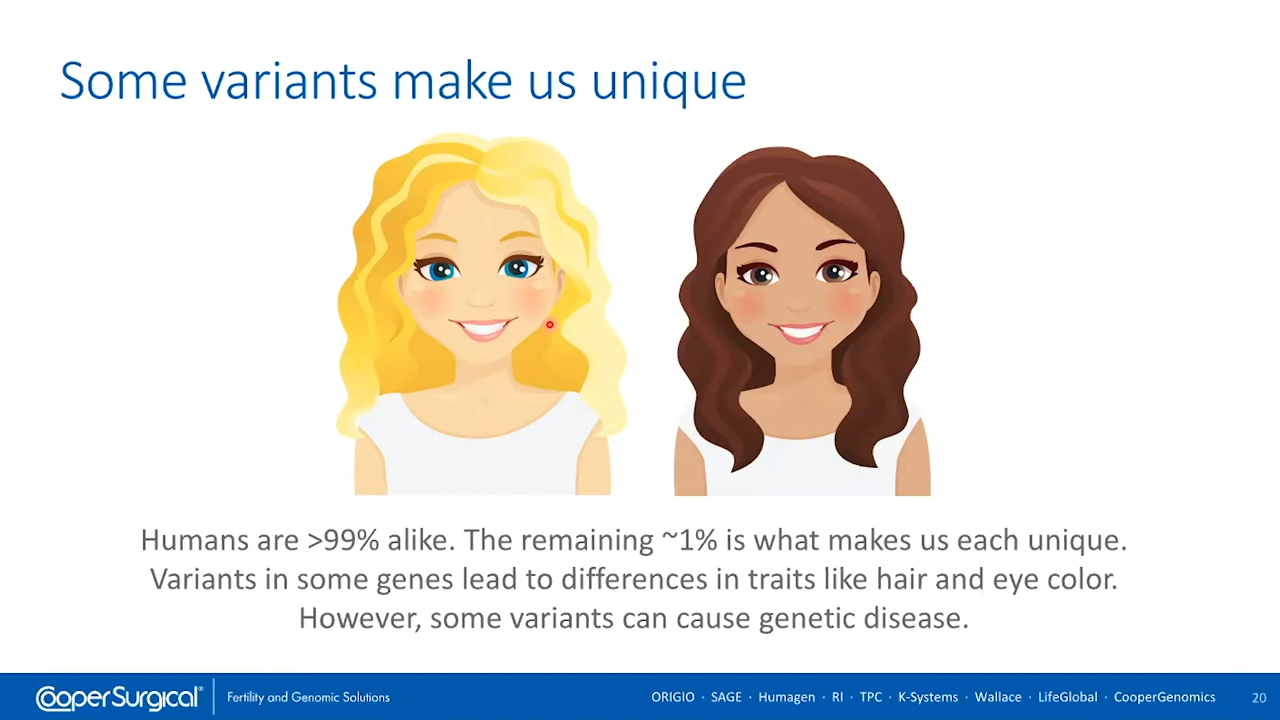 Some variants make us unique
Humans are >99% alike. The remaining ~1% is what makes us each unique.
Variants in some genes lead to differences in traits like hair and eye color.
However, some variants can cause genetic disease.
CooperSurgical® Fertility and Genomic Solutions ORIGIO · SAGE · Humagen · RI · TPC · K-Systems · Wallace · LifeGlobal · CooperGenomics 20